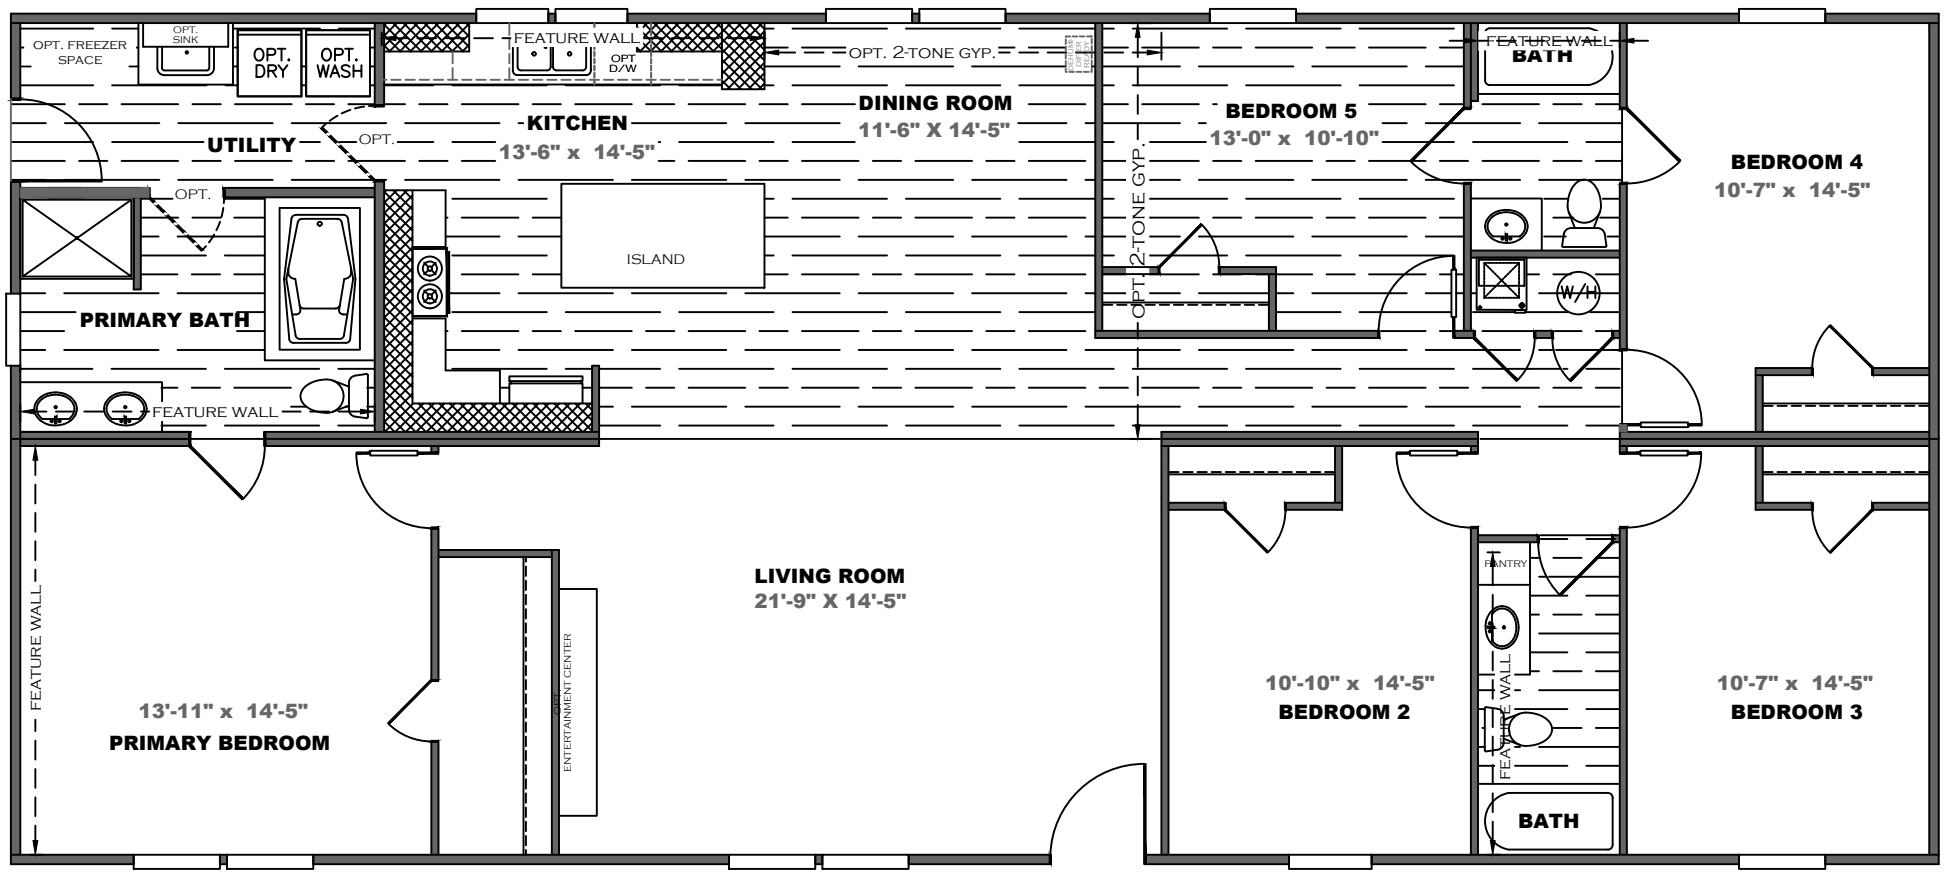 OPT. FREEZER
SPACE
OPT.
SINK
OPT.
DRY
OPT.
WASH
FEATURE WALL
OPT
D/W
OPT. 2-TONE GYP.
DEHUMI
DIFIER
READY
FEATURE WALL
BATH
UTILITY
OPT.
KITCHEN
13'-6" x 14'-5"
DINING ROOM
11'-6" X 14'-5"
OPT. 2-TONE GYP.
BEDROOM 5
13'-0" x 10'-10"
BEDROOM 4
10'-7" x 14'-5"
OPT.
ISLAND
W/H
PRIMARY BATH
FEATURE WALL
FEATURE WALL
13'-11" x 14'-5"
PRIMARY BEDROOM
OPT.
ENTERTAINMENT CENTER
LIVING ROOM
21'-9" X 14'-5"
10'-10" x 14'-5"
BEDROOM 2
PANTRY
FEATURE WALL
BATH
10'-7" x 14'-5"
BEDROOM 3